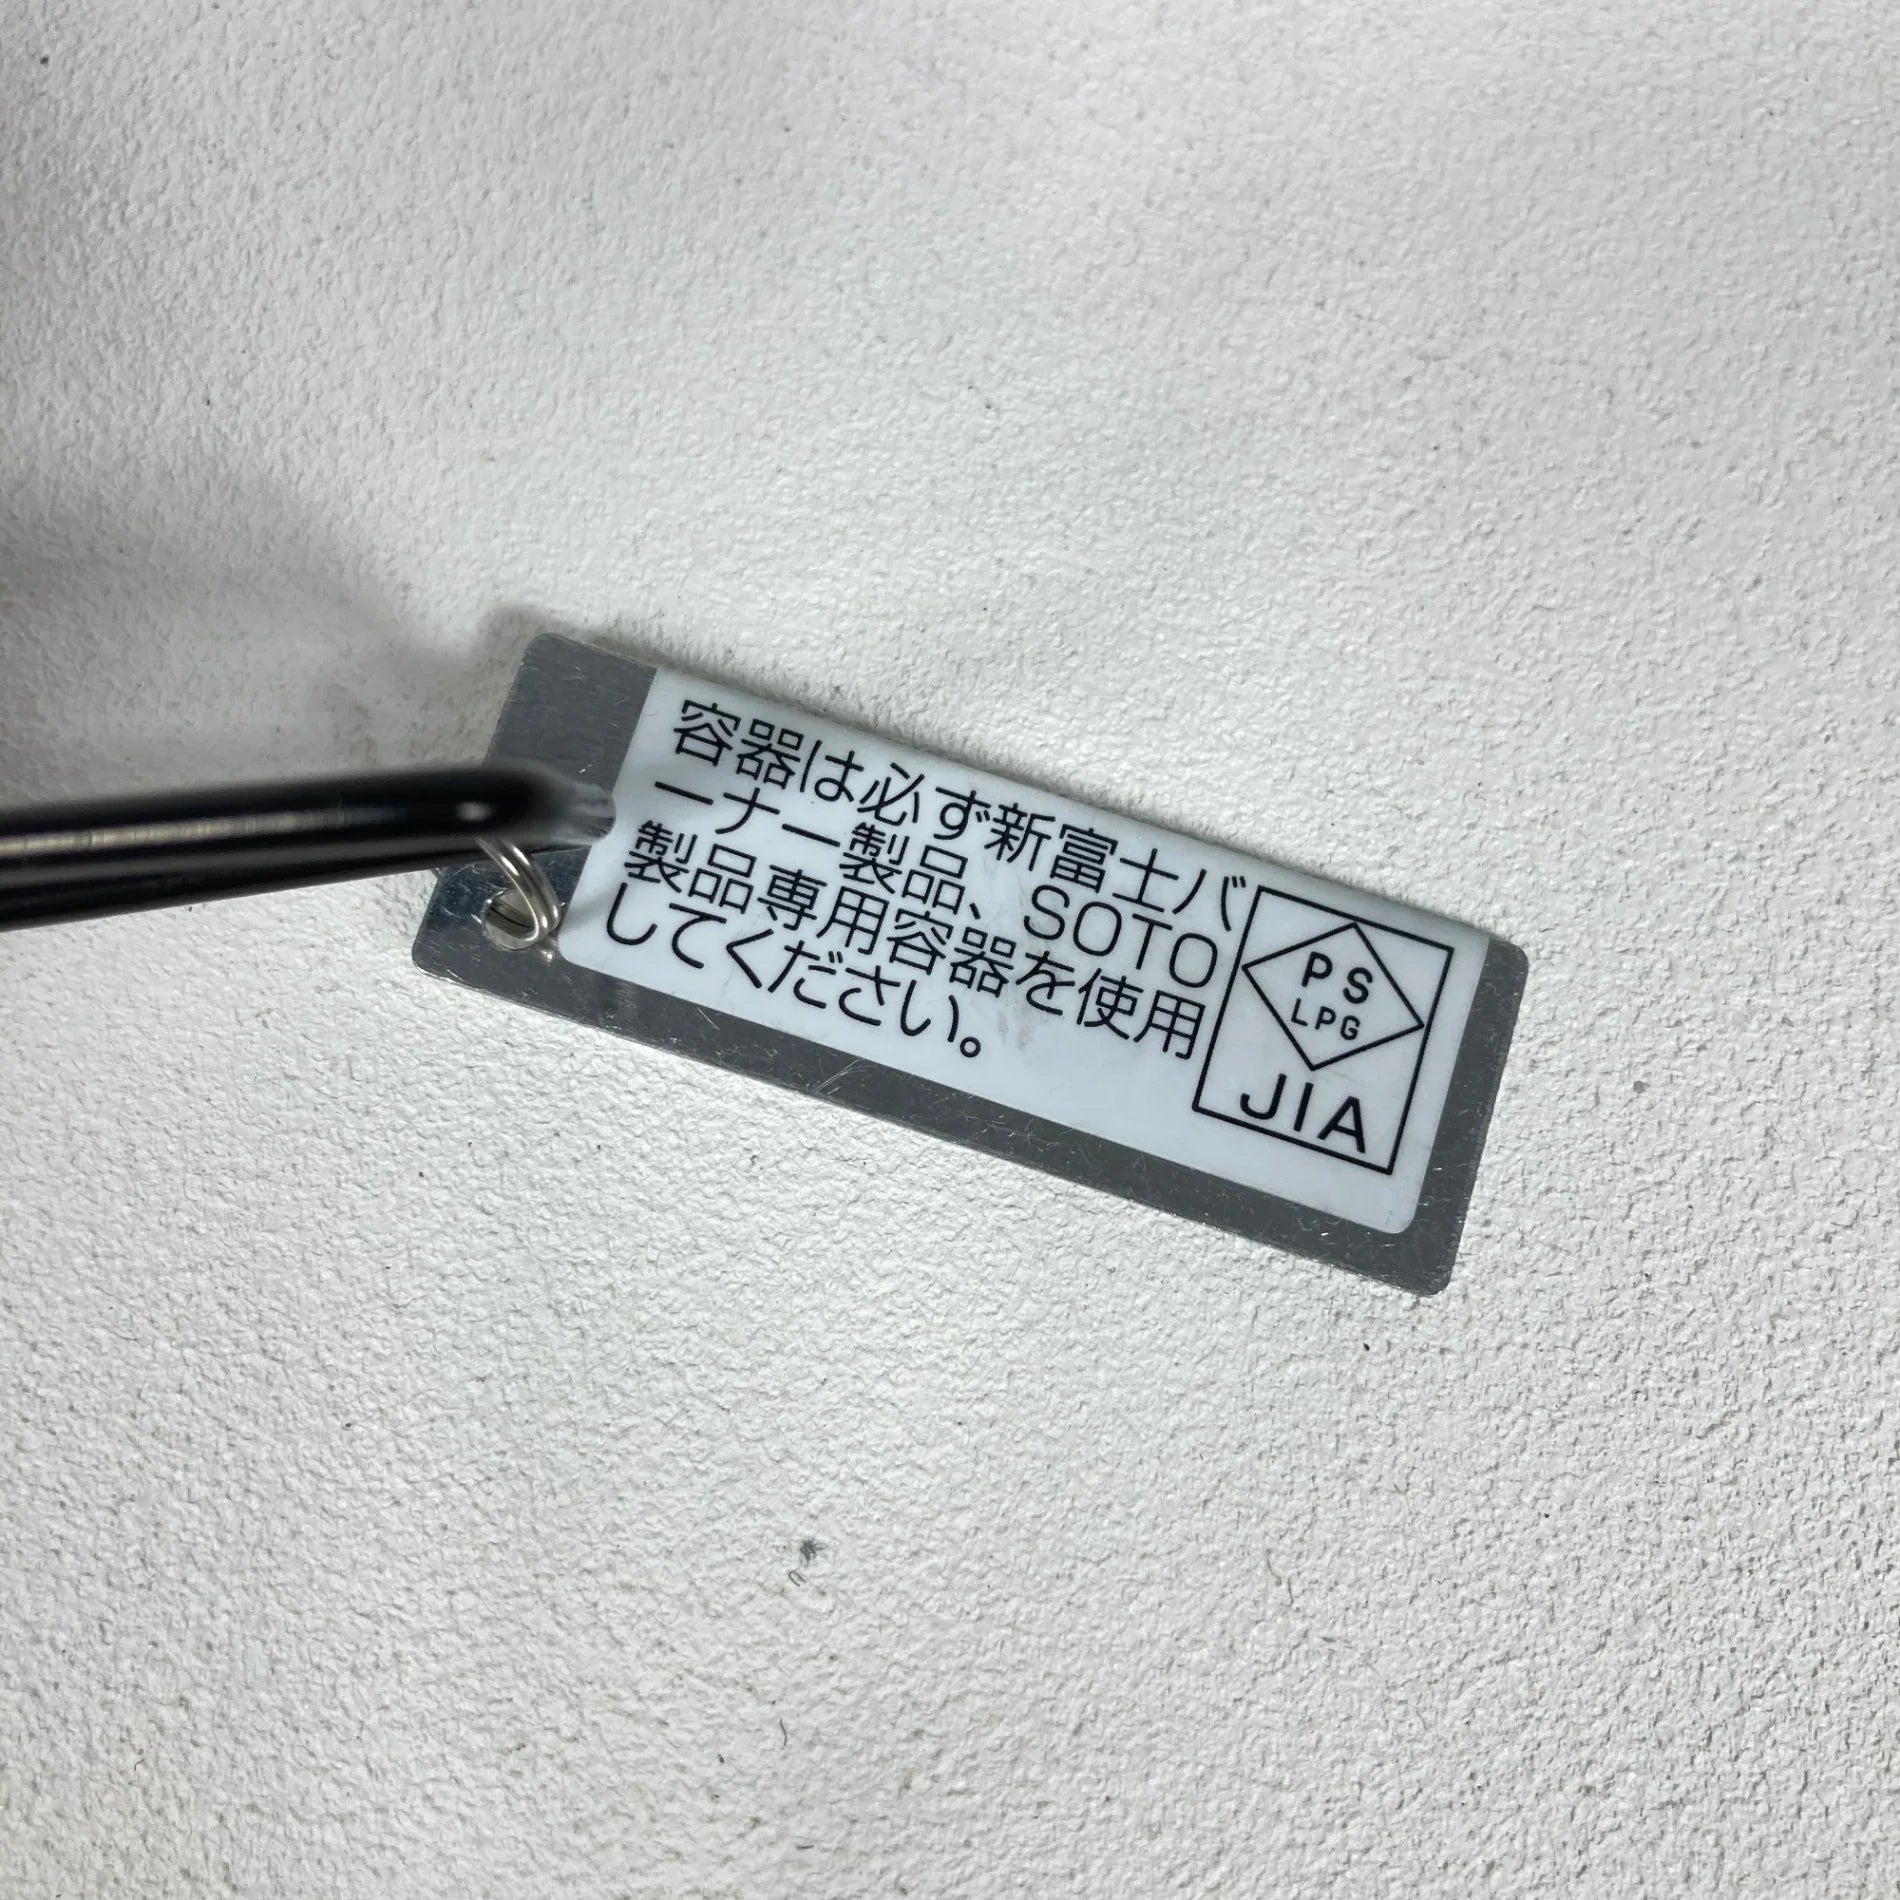 容器は必ず新富士バ
ーナー製品、SOTO
製品専用容器を使用
してください。
PS
LPG
JIA